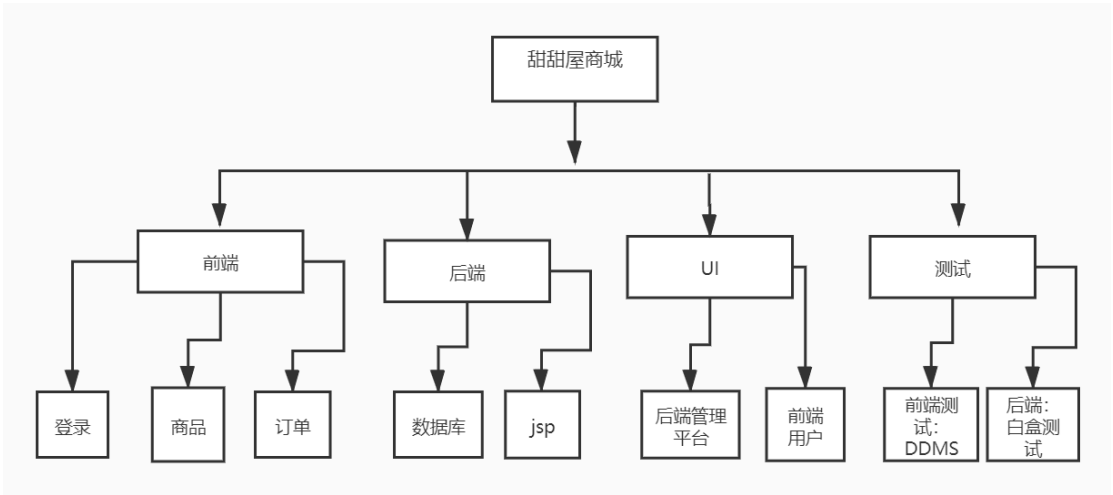 甜甜屋商城
前端
后端
UI
测试
登录
商品
订单
数据库
jsp
后端管理
平台
前端
用户
前端测
试：
DDMS
后端：
白盒测
试